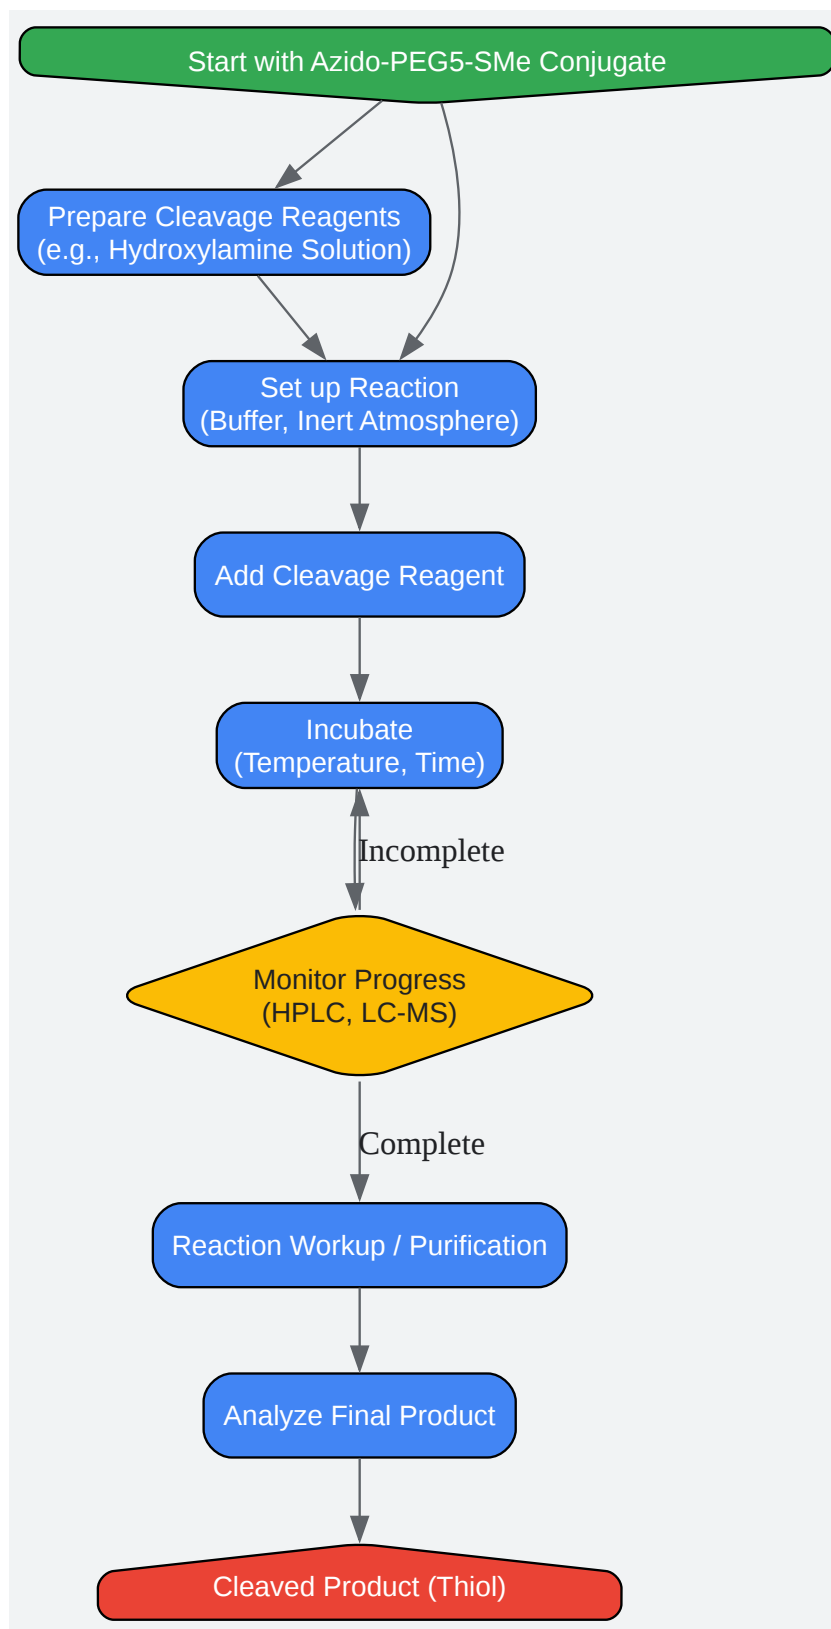 Start with Azido-PEG5-SMe Conjugate
Prepare Cleavage Reagents
(e.g., Hydroxylamine Solution)
Set up Reaction
(Buffer, Inert Atmosphere)
Add Cleavage Reagent
Incubate
(Temperature, Time)
Incomplete
Monitor Progress
(HPLC, LC-MS)
Complete
Reaction Workup / Purification
Analyze Final Product
Cleaved Product (Thiol)